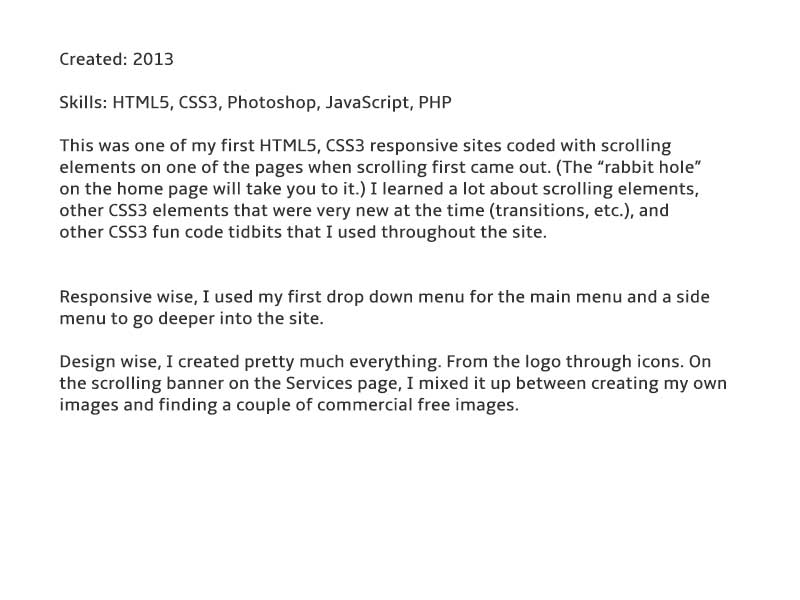 Created: 2013
Skills: HTML5, CSS3, Photoshop, JavaScript, PHP
This was one of my first HTML5, CSS3 responsive sites coded with scrolling
elements on one of the pages when scrolling first came out. (The “rabbit hole”
on the home page will take you to it.) I learned a lot about scrolling elements,
other CSS3 elements that were very new at the time (transitions, etc.), and
other CSS3 fun code tidbits that I used throughout the site.
Responsive wise, I used my first drop down menu for the main menu and a side
menu to go deeper into the site.
Design wise, I created pretty much everything. From the logo through icons. On
the scrolling banner on the Services page, I mixed it up between creating my own
images and finding a couple of commercial free images.